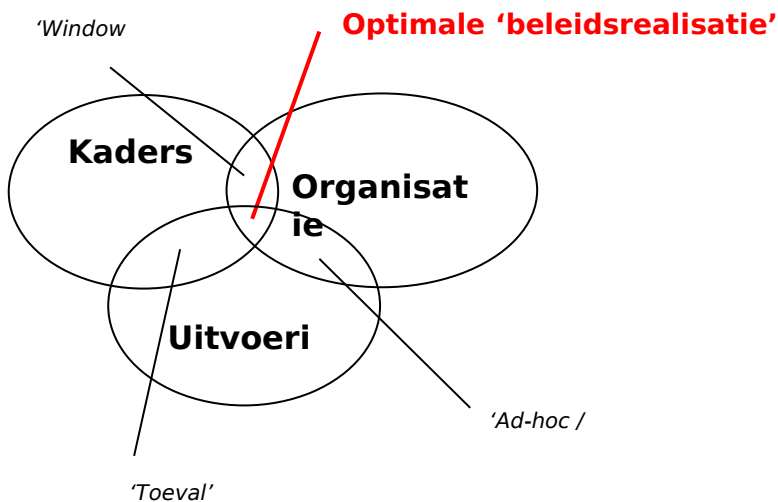 Optimale ‘beleidsrealisatie’
‘Window
Kaders
Organisat
ie
Uitvoeri
‘Ad-hoc /
‘Toeval’